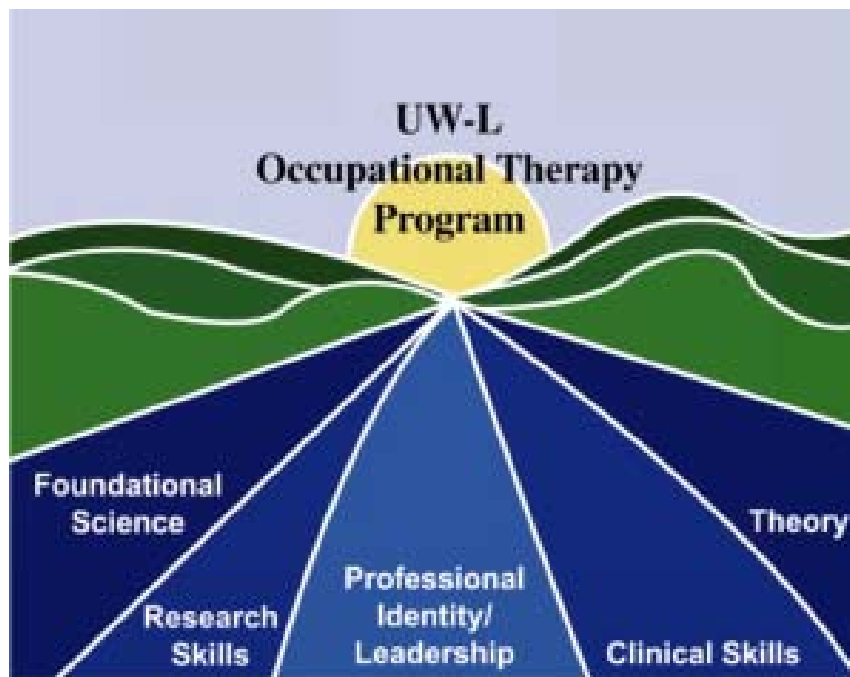 UW-L
Occupational Therapy
Program
Foundational
Science
Research
Skills
Professional
Identity/
Leadership
Clinical Skills
Theory